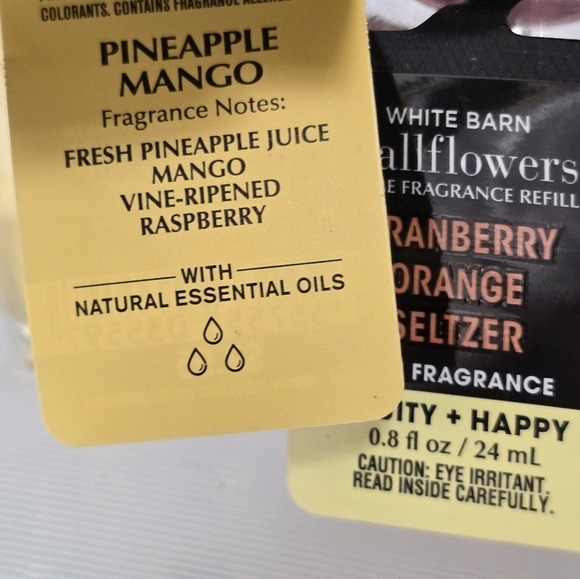 COLORANTS. CONTAINS FRAGRANCE
PINEAPPLE
MANGO
Fragrance Notes:
FRESH PINEAPPLE JUICE
MANGO
VINE-RIPENED
RASPBERRY
WITH
NATURAL ESSENTIAL OILS
WHITE BARN
allflowers
FRAGRANCE REFILL
RANBERRY
ORANGE
SELTZER
FRAGRANCE
ITY + HAPPY
0.8 fl oz / 24 mL
CAUTION: EYE IRRITANT.
READ INSIDE CAREFULLY.